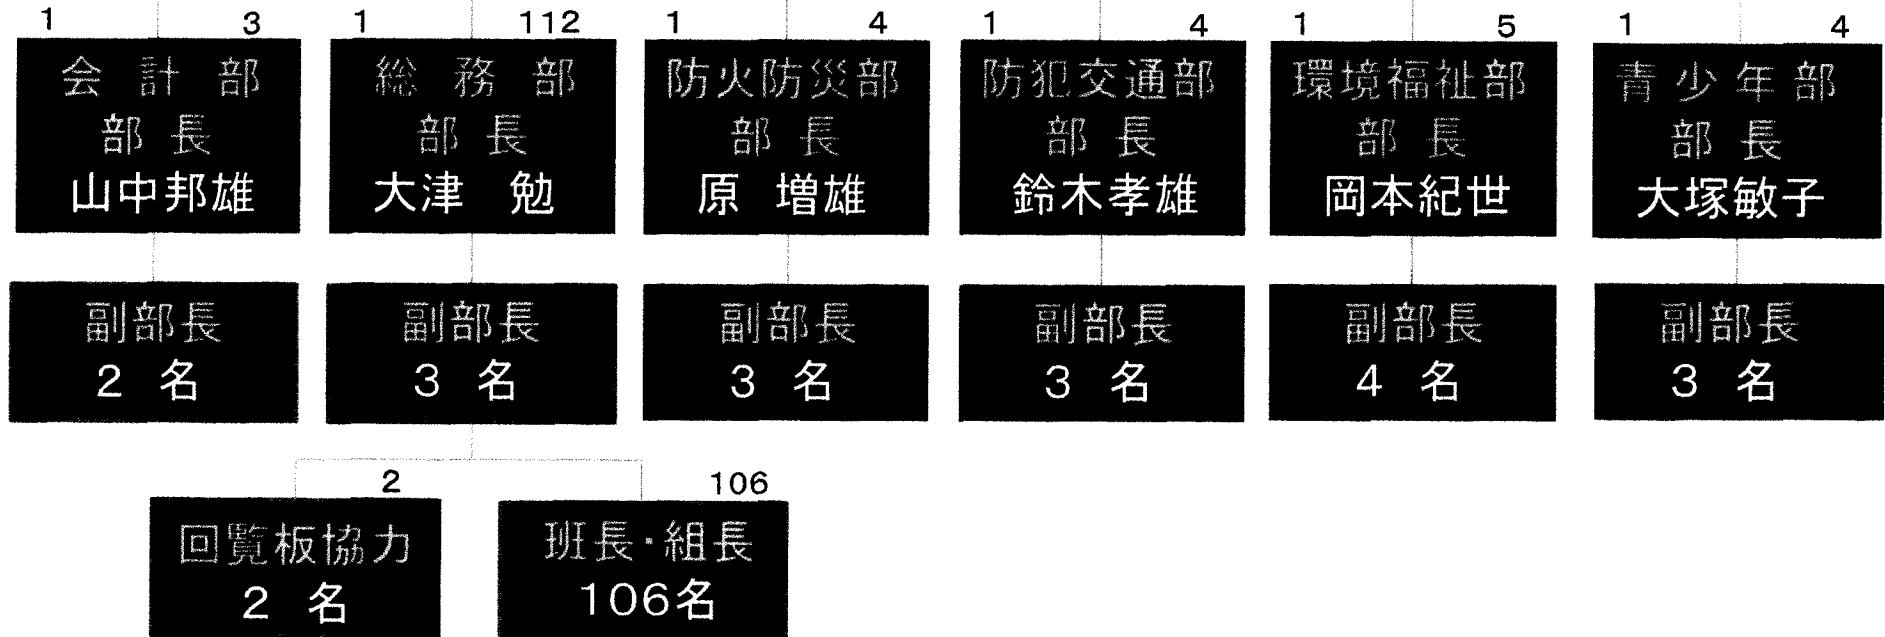 1 3
会計部
部長
山中邦雄
副部長
2名
1 112
総務部
部長
大津 勉
副部長
3名
1 4
防火防災部
部長
原 増雄
副部長
3名
1 4
防犯交通部
部長
鈴木孝雄
副部長
3名
1 5
環境福祉部
部長
岡本紀世
副部長
4名
1 4
青少年部
部長
大塚敏子
副部長
3名
2
回覧板協力
2名
106
班長・組長
106名